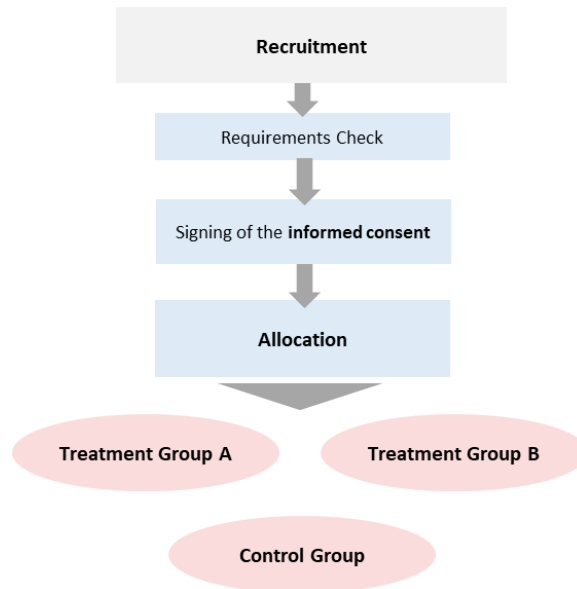 Recruitment
Requirements Check
Signing of the informed consent
Allocation
Treatment Group A
Treatment Group B
Control Group